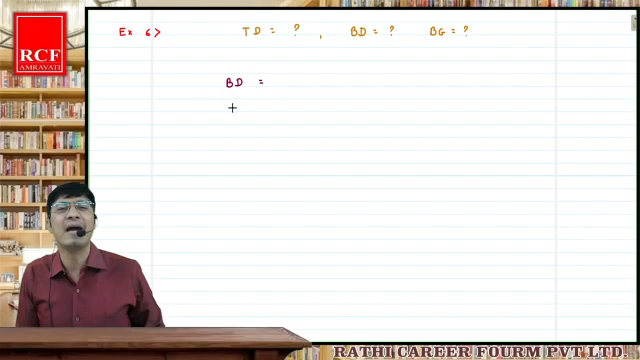 RCF
AMRAVATI
Ex 6> TD = ? , BD = ? BG = ?
BD =
RATHI CAREER FOURM PVT LTD